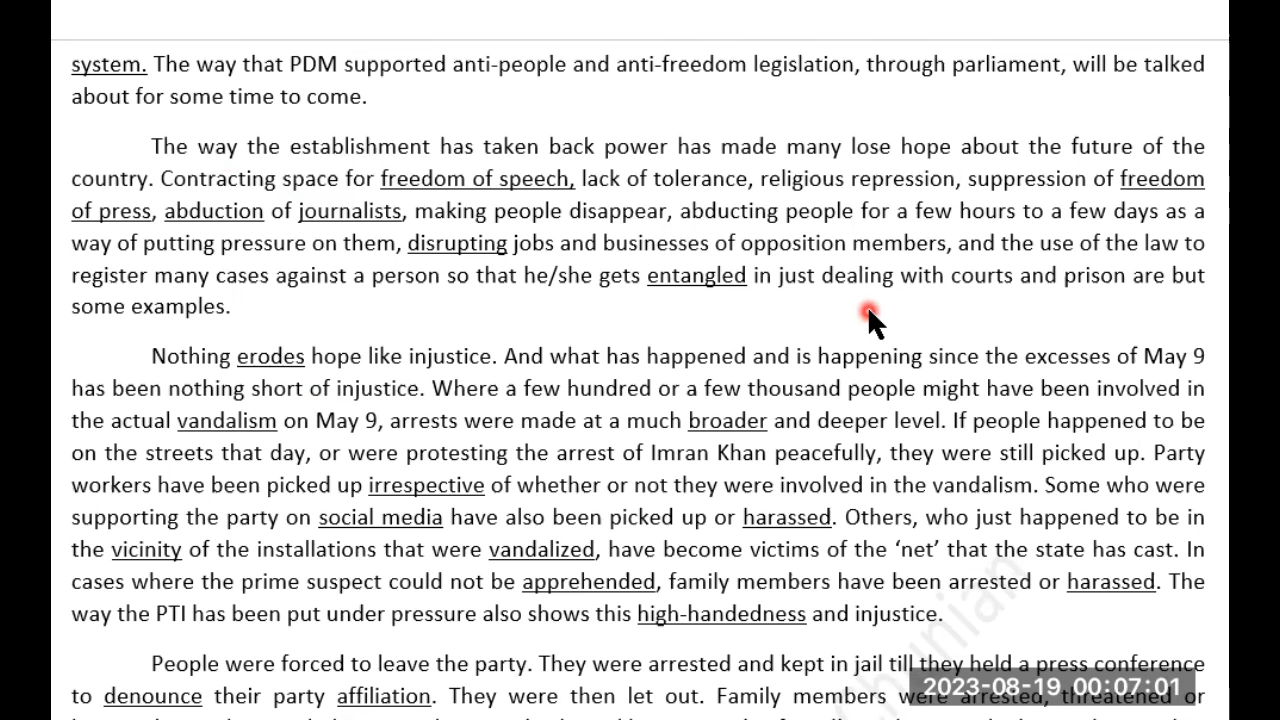 system. The way that PDM supported anti-people and anti-freedom legislation, through parliament, will be talked
about for some time to come.
The way the establishment has taken back power has made many lose hope about the future of the
country. Contracting space for freedom of speech, lack of tolerance, religious repression, suppression of freedom
of press, abduction of journalists, making people disappear, abducting people for a few hours to a few days as a
way of putting pressure on them, disrupting jobs and businesses of opposition members, and the use of the law to
register many cases against a person so that he/she gets entangled in just dealing with courts and prison are but
some examples.
Nothing erodes hope like injustice. And what has happened and is happening since the excesses of May 9
has been nothing short of injustice. Where a few hundred or a few thousand people might have been involved in
the actual vandalism on May 9, arrests were made at a much broader and deeper level. If people happened to be
on the streets that day, or were protesting the arrest of Imran Khan peacefully, they were still picked up. Party
workers have been picked up irrespective of whether or not they were involved in the vandalism. Some who were
supporting the party on social media have also been picked up or harassed. Others, who just happened to be in
the vicinity of the installations that were vandalized, have become victims of the ‘net’ that the state has cast. In
cases where the prime suspect could not be apprehended, family members have been arrested or harassed. The
way the PTI has been put under pressure also shows this high-handedness and injustice.
People were forced to leave the party. They were arrested and kept in jail till they held a press conference
to denounce their party affiliation. They were then let out. Family members were arrested, threatened or
2023-08-19 00:07:01